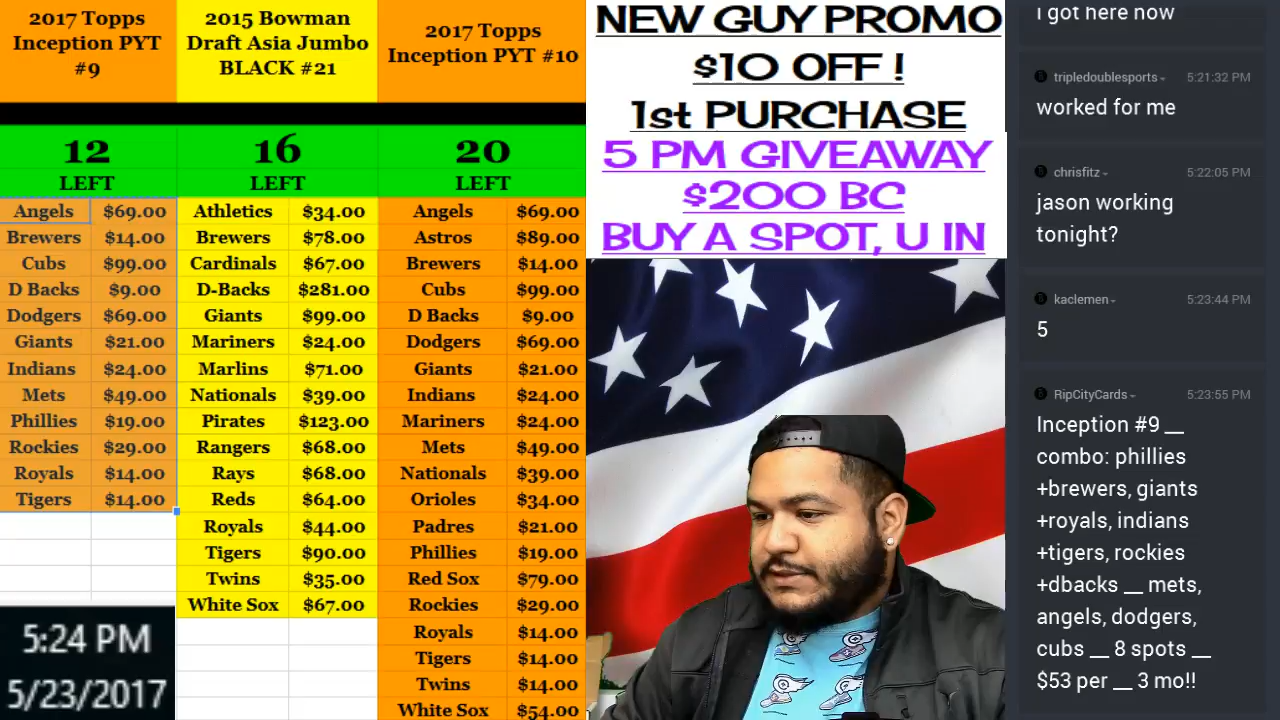 2017 Topps
Inception PYT
#9
12
LEFT
Angels $69.00
Brewers $14.00
Cubs $99.00
D Backs $9.00
Dodgers $69.00
Giants $21.00
Indians $24.00
Mets $49.00
Phillies $19.00
Rockies $29.00
Royals $14.00
Tigers $14.00
5:24 PM
5/23/2017
2015 Bowman
Draft Asia Jumbo
BLACK #21
16
LEFT
Athletics $34.00
Brewers $78.00
Cardinals $67.00
D-Backs $281.00
Giants $99.00
Mariners $24.00
Marlins $71.00
Nationals $39.00
Pirates $123.00
Rangers $68.00
Rays $68.00
Reds $64.00
Royals $44.00
Tigers $90.00
Twins $35.00
White Sox $67.00
2017 Topps
Inception PYT #10
20
LEFT
Angels $69.00
Astros $89.00
Brewers $14.00
Cubs $99.00
D Backs $9.00
Dodgers $69.00
Giants $21.00
Indians $24.00
Mariners $24.00
Mets $49.00
Nationals $39.00
Orioles $34.00
Padres $21.00
Phillies $19.00
Red Sox $79.00
Rockies $29.00
Royals $14.00
Tigers $14.00
Twins $14.00
White Sox $54.00
NEW GUY PROMO
$10 OFF !
1st PURCHASE
5 PM GIVEAWAY
$200 BC
BUY A SPOT, U IN
i got here now
tripledoublesports 5:21:32 PM
worked for me
chrisfitz 5:22:05 PM
jason working
tonight?
kaclemen 5:23:44 PM
5
RipCityCards 5:23:55 PM
Inception #9 __
combo: phillies
+brewers, giants
+royals, indians
+tigers, rockies
+dbacks __ mets,
angels, dodgers,
cubs __ 8 spots __
$53 per __ 3 mo!!